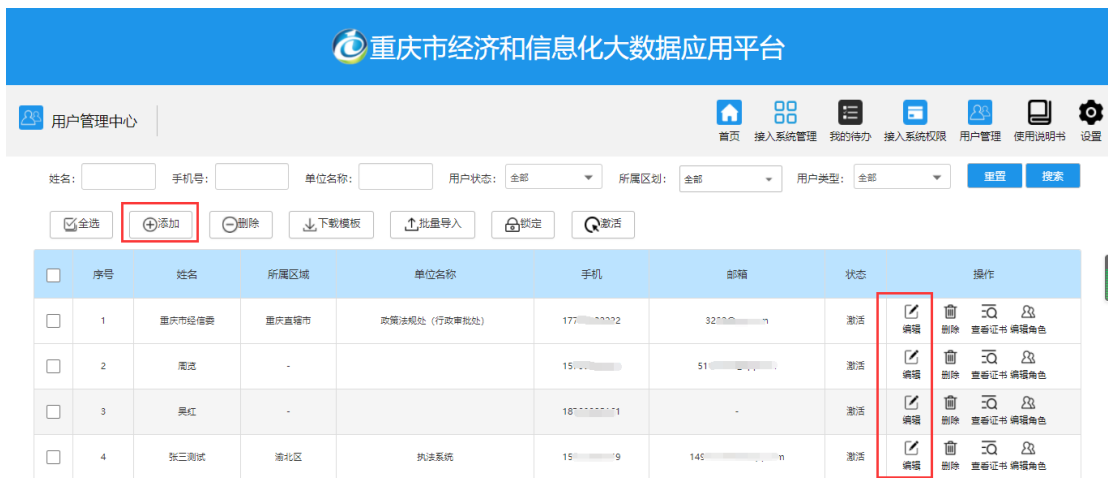 重庆市经济和信息化大数据应用平台
用户管理中心
首页 接入系统管理 我的待办 接入系统权限 用户管理 使用说明书 设置
姓名: 手机号: 单位名称: 用户状态: 全部 所属区划: 全部 用户类型: 全部 重置 搜索
全选 添加 删除 下载模板 批量导入 锁定 激活
序号 姓名 所属区域 单位名称 手机 邮箱 状态 操作
1 重庆市经信委 重庆直辖市 政策法规处（行政审批处） 177 激活 编辑 删除 查看证书 编辑角色
2 周览 - 激活 编辑 删除 查看证书 编辑角色
3 吴红 - - 激活 编辑 删除 查看证书 编辑角色
4 张三测试 渝北区 执法系统 激活 编辑 删除 查看证书 编辑角色